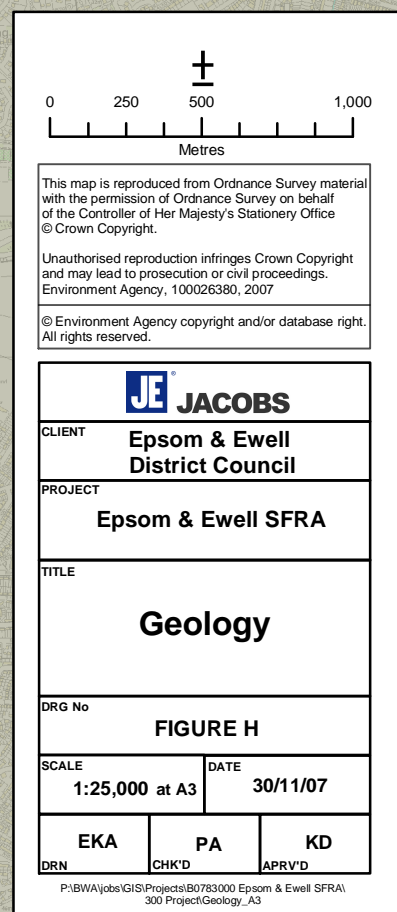 0 250 500 1,000
Metres
This map is reproduced from Ordnance Survey material
with the permission of Ordnance Survey on behalf
of the Controller of Her Majesty's Stationery Office
© Crown Copyright.
Unauthorised reproduction infringes Crown Copyright
and may lead to prosecution or civil proceedings.
Environment Agency, 100026380, 2007
© Environment Agency copyright and/or database right.
All rights reserved.
JE ® JACOBS
CLIENT
Epsom & Ewell
District Council
PROJECT
Epsom & Ewell SFRA
TITLE
Geology
DRG No
FIGURE H
SCALE
1:25,000 at A3
DATE
30/11/07
EKA
DRN
PA
CHK'D
KD
APRV'D
P:\BWA\jobs\GIS\Projects\B0783000 Epsom & Ewell SFRA\
300 Project\Geology_A3